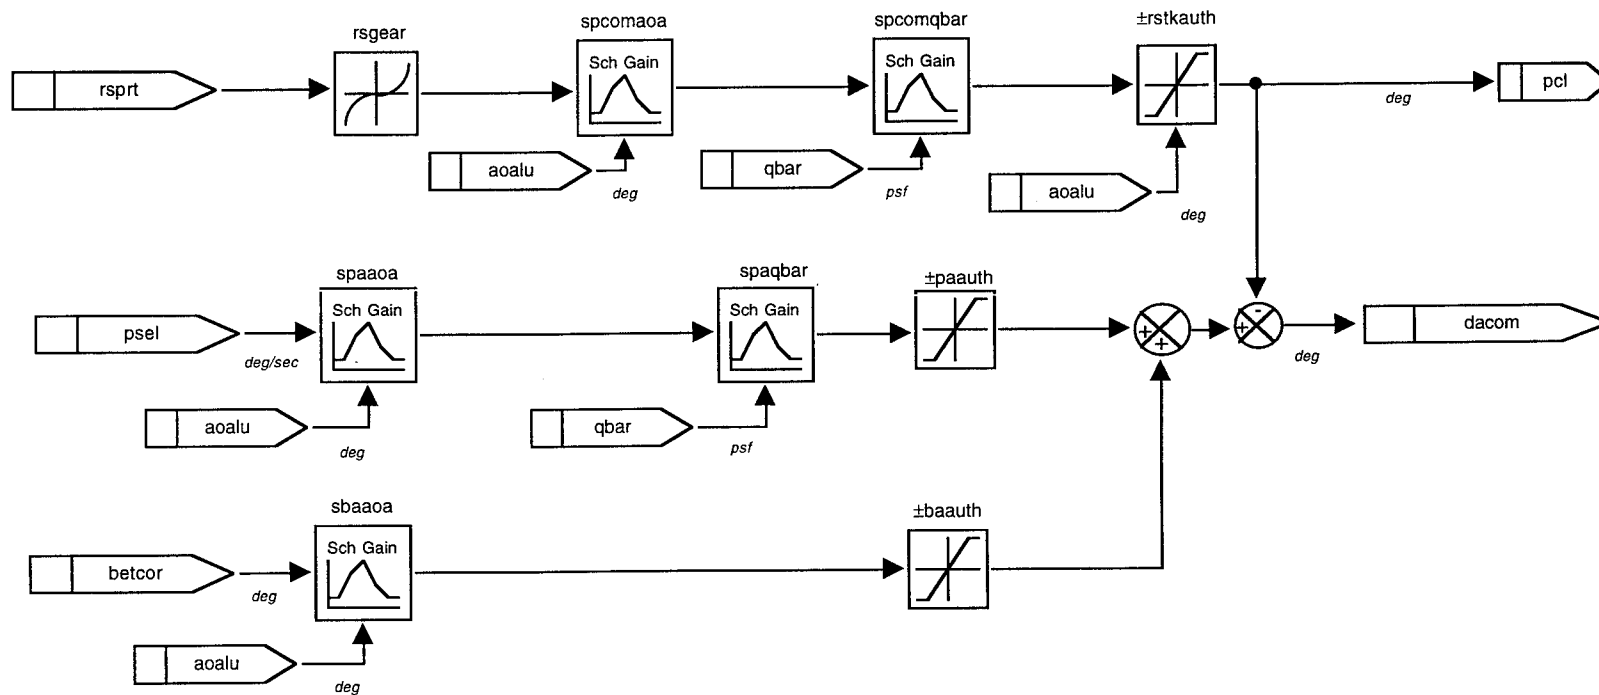 rsgear
spcomaoa
spcomqbar
±rstkauth
rsprt
Sch Gain
Sch Gain
pcl
deg
aoalu
deg
qbar
psf
aoalu
deg
spaaoa
spaqbar
±paauth
psel
deg/sec
Sch Gain
Sch Gain
+
+
+
-
deg
dacom
aoalu
deg
qbar
psf
sbaaoa
±baauth
betcor
deg
Sch Gain
aoalu
deg